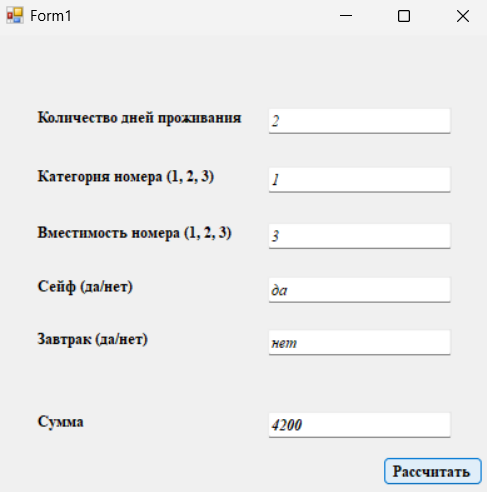 Form1
Количество дней проживания 2
Категория номера (1, 2, 3) 1
Вместимость номера (1, 2, 3) 3
Сейф (да/нет) да
Завтрак (да/нет) нет
Сумма 4200
Рассчитать